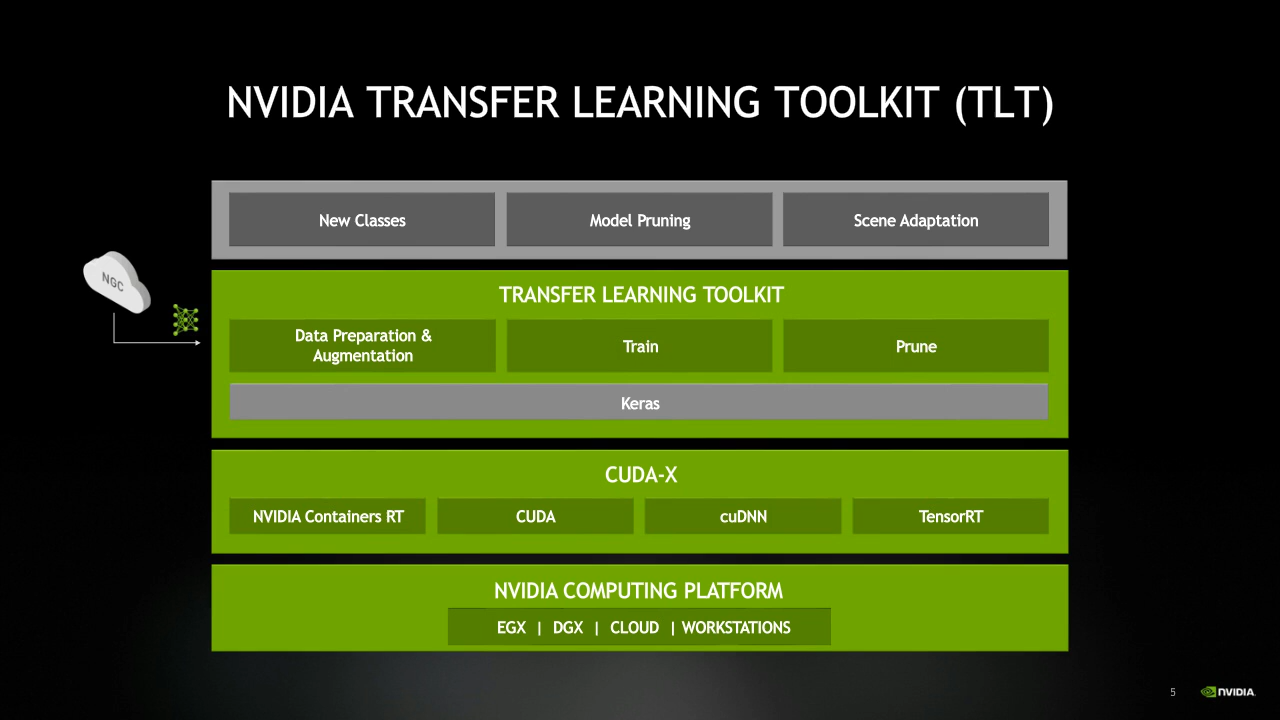 NVIDIA TRANSFER LEARNING TOOLKIT (TLT)
New Classes
Model Pruning
Scene Adaptation
NGC
TRANSFER LEARNING TOOLKIT
Data Preparation &
Augmentation
Train
Prune
Keras
CUDA-X
NVIDIA Containers RT
CUDA
cuDNN
TensorRT
NVIDIA COMPUTING PLATFORM
EGX | DGX | CLOUD | WORKSTATIONS
5
NVIDIA.